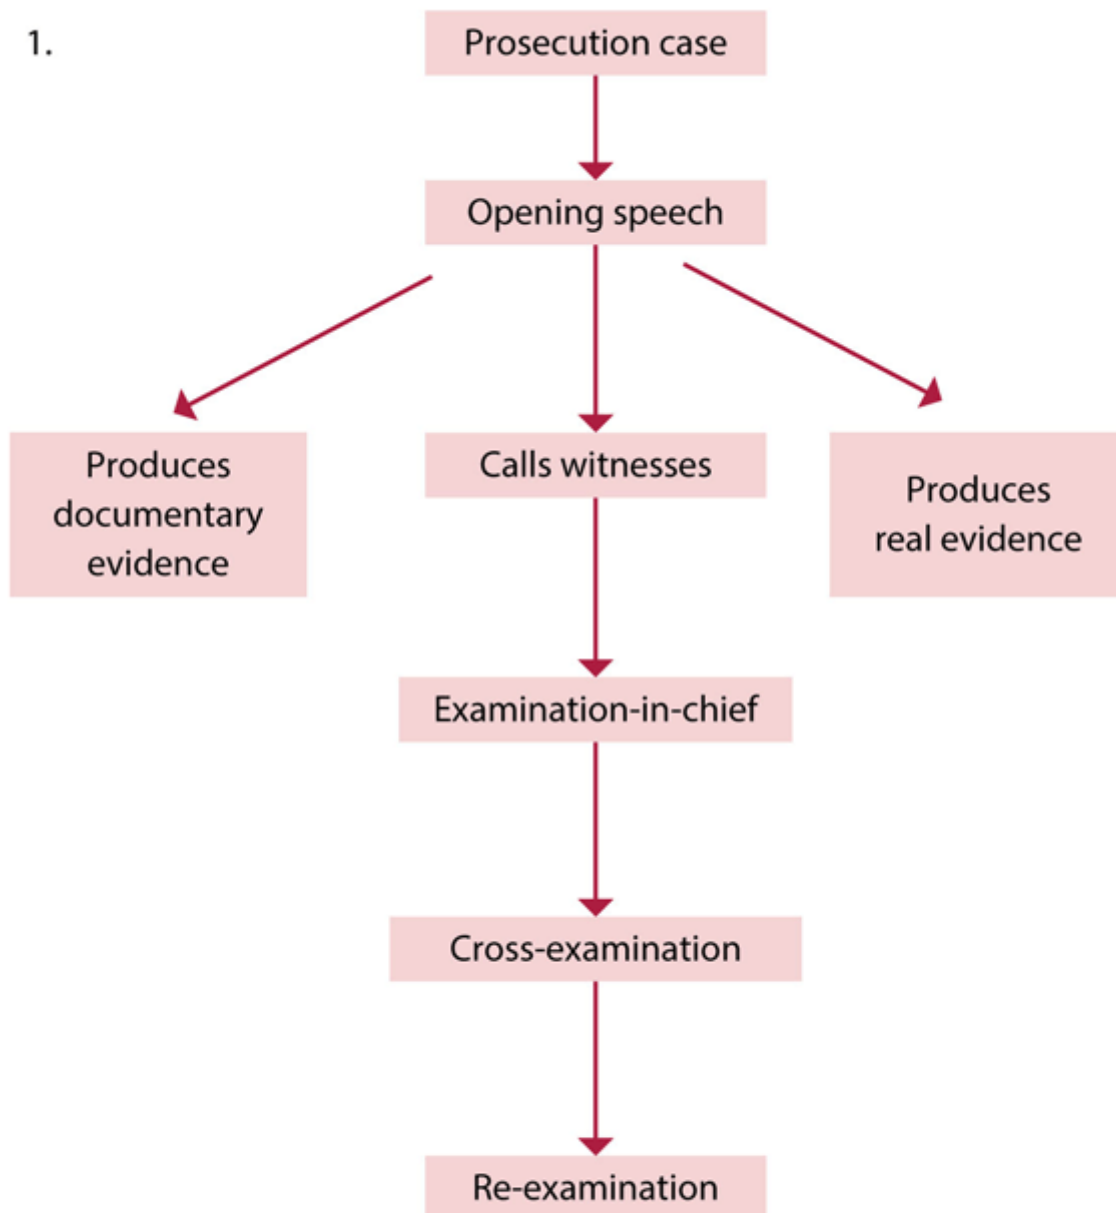 1.
Prosecution case
Opening speech
Produces
documentary
evidence
Calls witnesses
Produces
real evidence
Examination-in-chief
Cross-examination
Re-examination